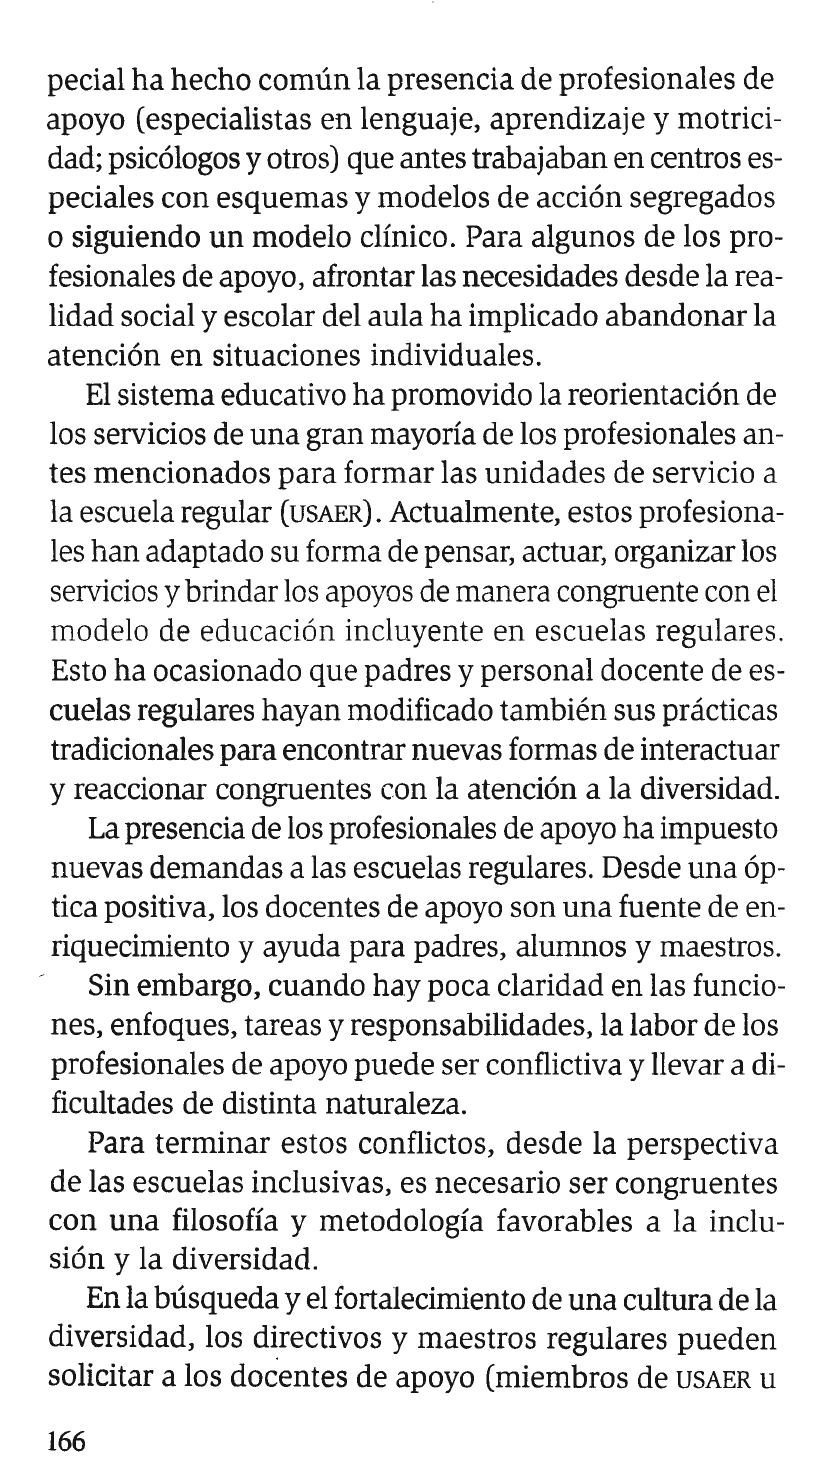 pecial ha hecho común la presencia de profesionales de
apoyo (especialistas en lenguaje, aprendizaje y motrici-
dad; psicólogos y otros) que antes trabajaban en centros es-
peciales con esquemas y modelos de acción segregados
o siguiendo un modelo clínico. Para algunos de los pro-
fesionales de apoyo, afrontar las necesidades desde la rea-
lidad social y escolar del aula ha implicado abandonar la
atención en situaciones individuales.
El sistema educativo ha promovido la reorientación de
los servicios de una gran mayoría de los profesionales an-
tes mencionados para formar las unidades de servicio a
la escuela regular (USAER). Actualmente, estos profesiona-
les han adaptado su forma de pensar, actuar, organizar los
servicios y brindar los apoyos de manera congruente con el
modelo de educación incluyente en escuelas regulares.
Esto ha ocasionado que padres y personal docente de es-
cuelas regulares hayan modificado también sus prácticas
tradicionales para encontrar nuevas formas de interactuar
y reaccionar congruentes con la atención a la diversidad.
La presencia de los profesionales de apoyo ha impuesto
nuevas demandas a las escuelas regulares. Desde una óp-
tica positiva, los docentes de apoyo son una fuente de en-
riquecimiento y ayuda para padres, alumnos y maestros.
Sin embargo, cuando hay poca claridad en las funcio-
nes, enfoques, tareas y responsabilidades, la labor de los
profesionales de apoyo puede ser conflictiva y llevar a di-
ficultades de distinta naturaleza.
Para terminar estos conflictos, desde la perspectiva
de las escuelas inclusivas, es necesario ser congruentes
con una filosofía y metodología favorables a la inclu-
sión y la diversidad.
En la búsqueda y el fortalecimiento de una cultura de la
diversidad, los directivos y maestros regulares pueden
solicitar a los docentes de apoyo (miembros de USAER u
166